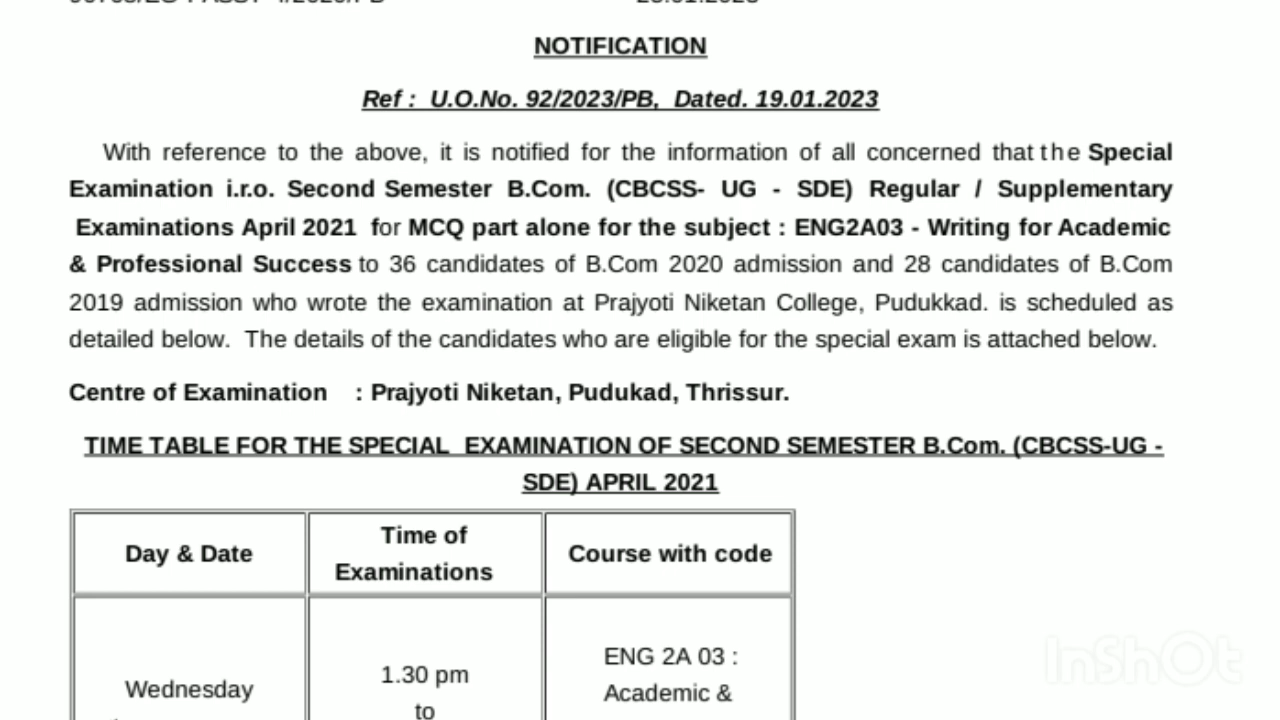 NOTIFICATION
Ref : U.O.No. 92/2023/PB, Dated. 19.01.2023
With reference to the above, it is notified for the information of all concerned that the Special
Examination i.r.o. Second Semester B.Com. (CBCSS- UG - SDE) Regular / Supplementary
Examinations April 2021 for MCQ part alone for the subject : ENG2A03 - Writing for Academic
& Professional Success to 36 candidates of B.Com 2020 admission and 28 candidates of B.Com
2019 admission who wrote the examination at Prajyoti Niketan College, Pudukkad. is scheduled as
detailed below. The details of the candidates who are eligible for the special exam is attached below.
Centre of Examination : Prajyoti Niketan, Pudukad, Thrissur.
TIME TABLE FOR THE SPECIAL EXAMINATION OF SECOND SEMESTER B.Com. (CBCSS-UG -
SDE) APRIL 2021
Day & Date
Time of
Examinations
Course with code
Wednesday
1.30 pm
to
ENG 2A 03 :
Academic &
InShOt